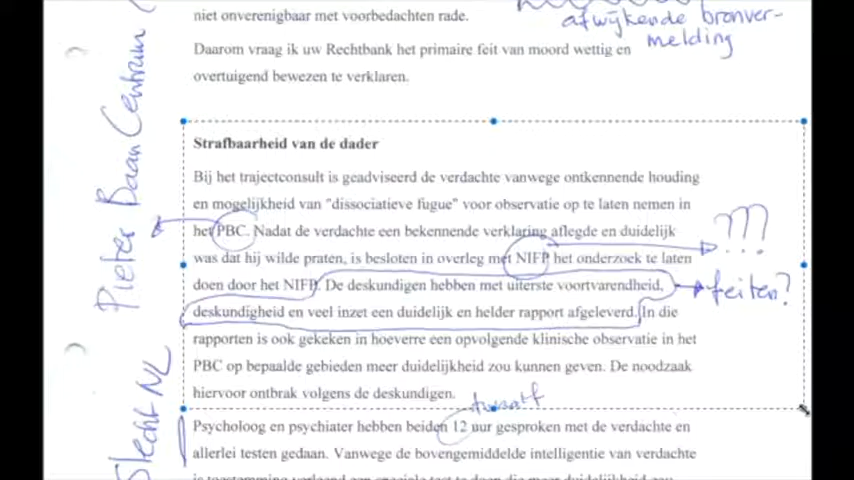 niet onverenigbaar met voorbedachten rade.
afwijkende bronver-
melding
Daarom vraag ik uw Rechtbank het primaire feit van moord wettig en
overtuigend bewezen te verklaren.
Pieter Baan Centrum
Strafbaarheid van de dader
Bij het trajectconsult is geadviseerd de verdachte vanwege ontkennende houding
en mogelijkheid van "dissociatieve fugue" voor observatie op te laten nemen in
het PBC. Nadat de verdachte een bekennende verklaring aflegde en duidelijk
???
was dat hij wilde praten, is besloten in overleg met NIFP het onderzoek te laten
doen door het NIFP. De deskundigen hebben met uiterste voortvarendheid,
feiten?
deskundigheid en veel inzet een duidelijk en helder rapport afgeleverd. In die
rapporten is ook gekeken in hoeverre een opvolgende klinische observatie in het
PBC op bepaalde gebieden meer duidelijkheid zou kunnen geven. De noodzaak
hiervoor ontbrak volgens de deskundigen.
twaalf
Slecht NL
Psycholoog en psychiater hebben beiden 12 uur gesproken met de verdachte en
allerlei testen gedaan. Vanwege de bovengemiddelde intelligentie van verdachte